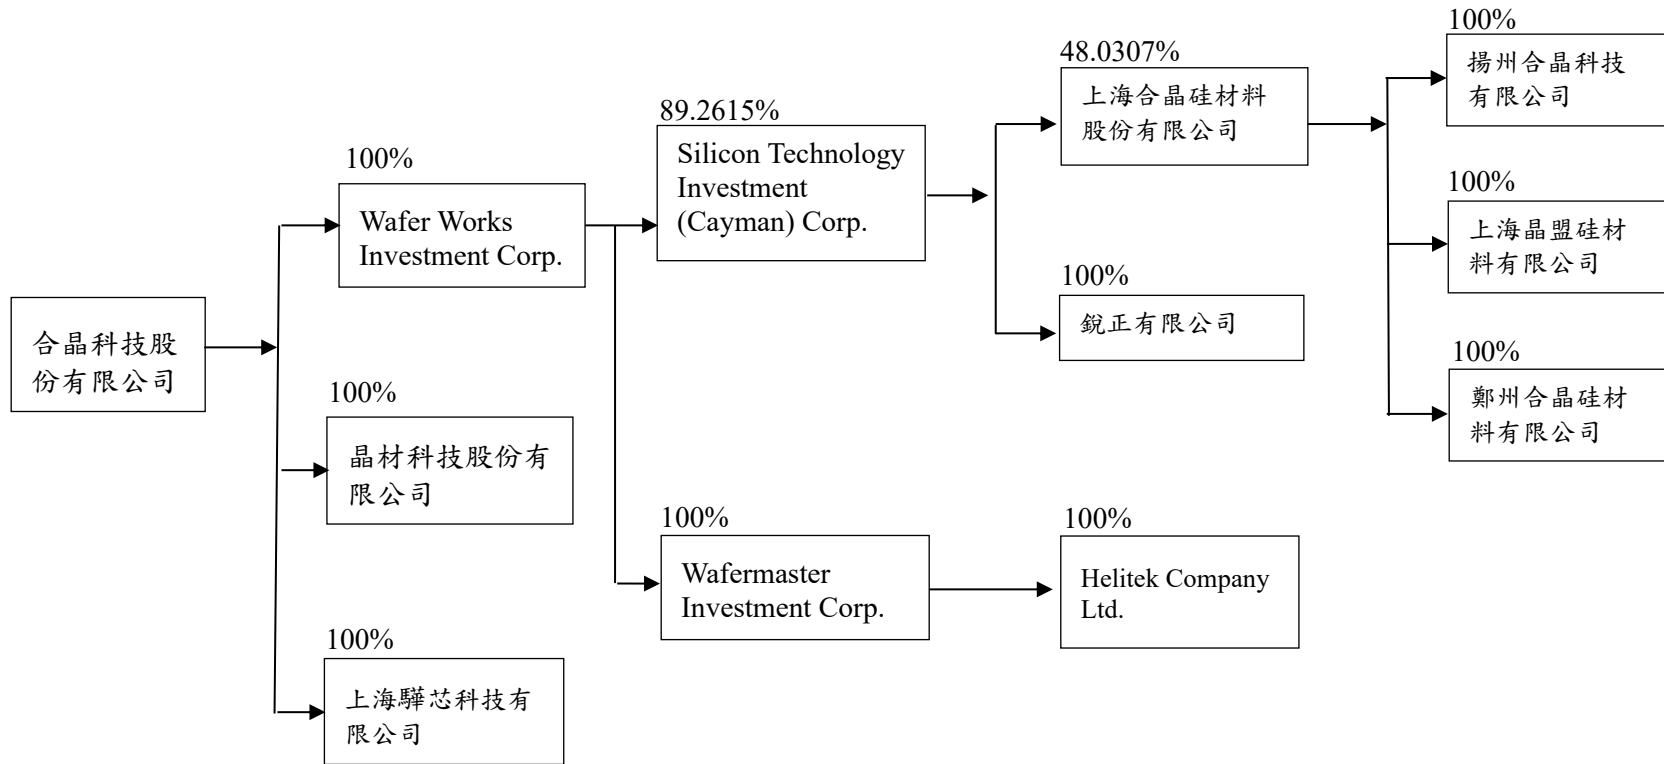 合晶科技股
份有限公司
100%
Wafer Works
Investment Corp.
100%
晶材科技股份有
限公司
100%
上海驊芯科技有
限公司
89.2615%
Silicon Technology
Investment
(Cayman) Corp.
100%
Wafermaster
Investment Corp.
48.0307%
上海合晶硅材料
股份有限公司
100%
銳正有限公司
100%
Helitek Company
Ltd.
100%
揚州合晶科技
有限公司
100%
上海晶盟硅材
料有限公司
100%
鄭州合晶硅材
料有限公司